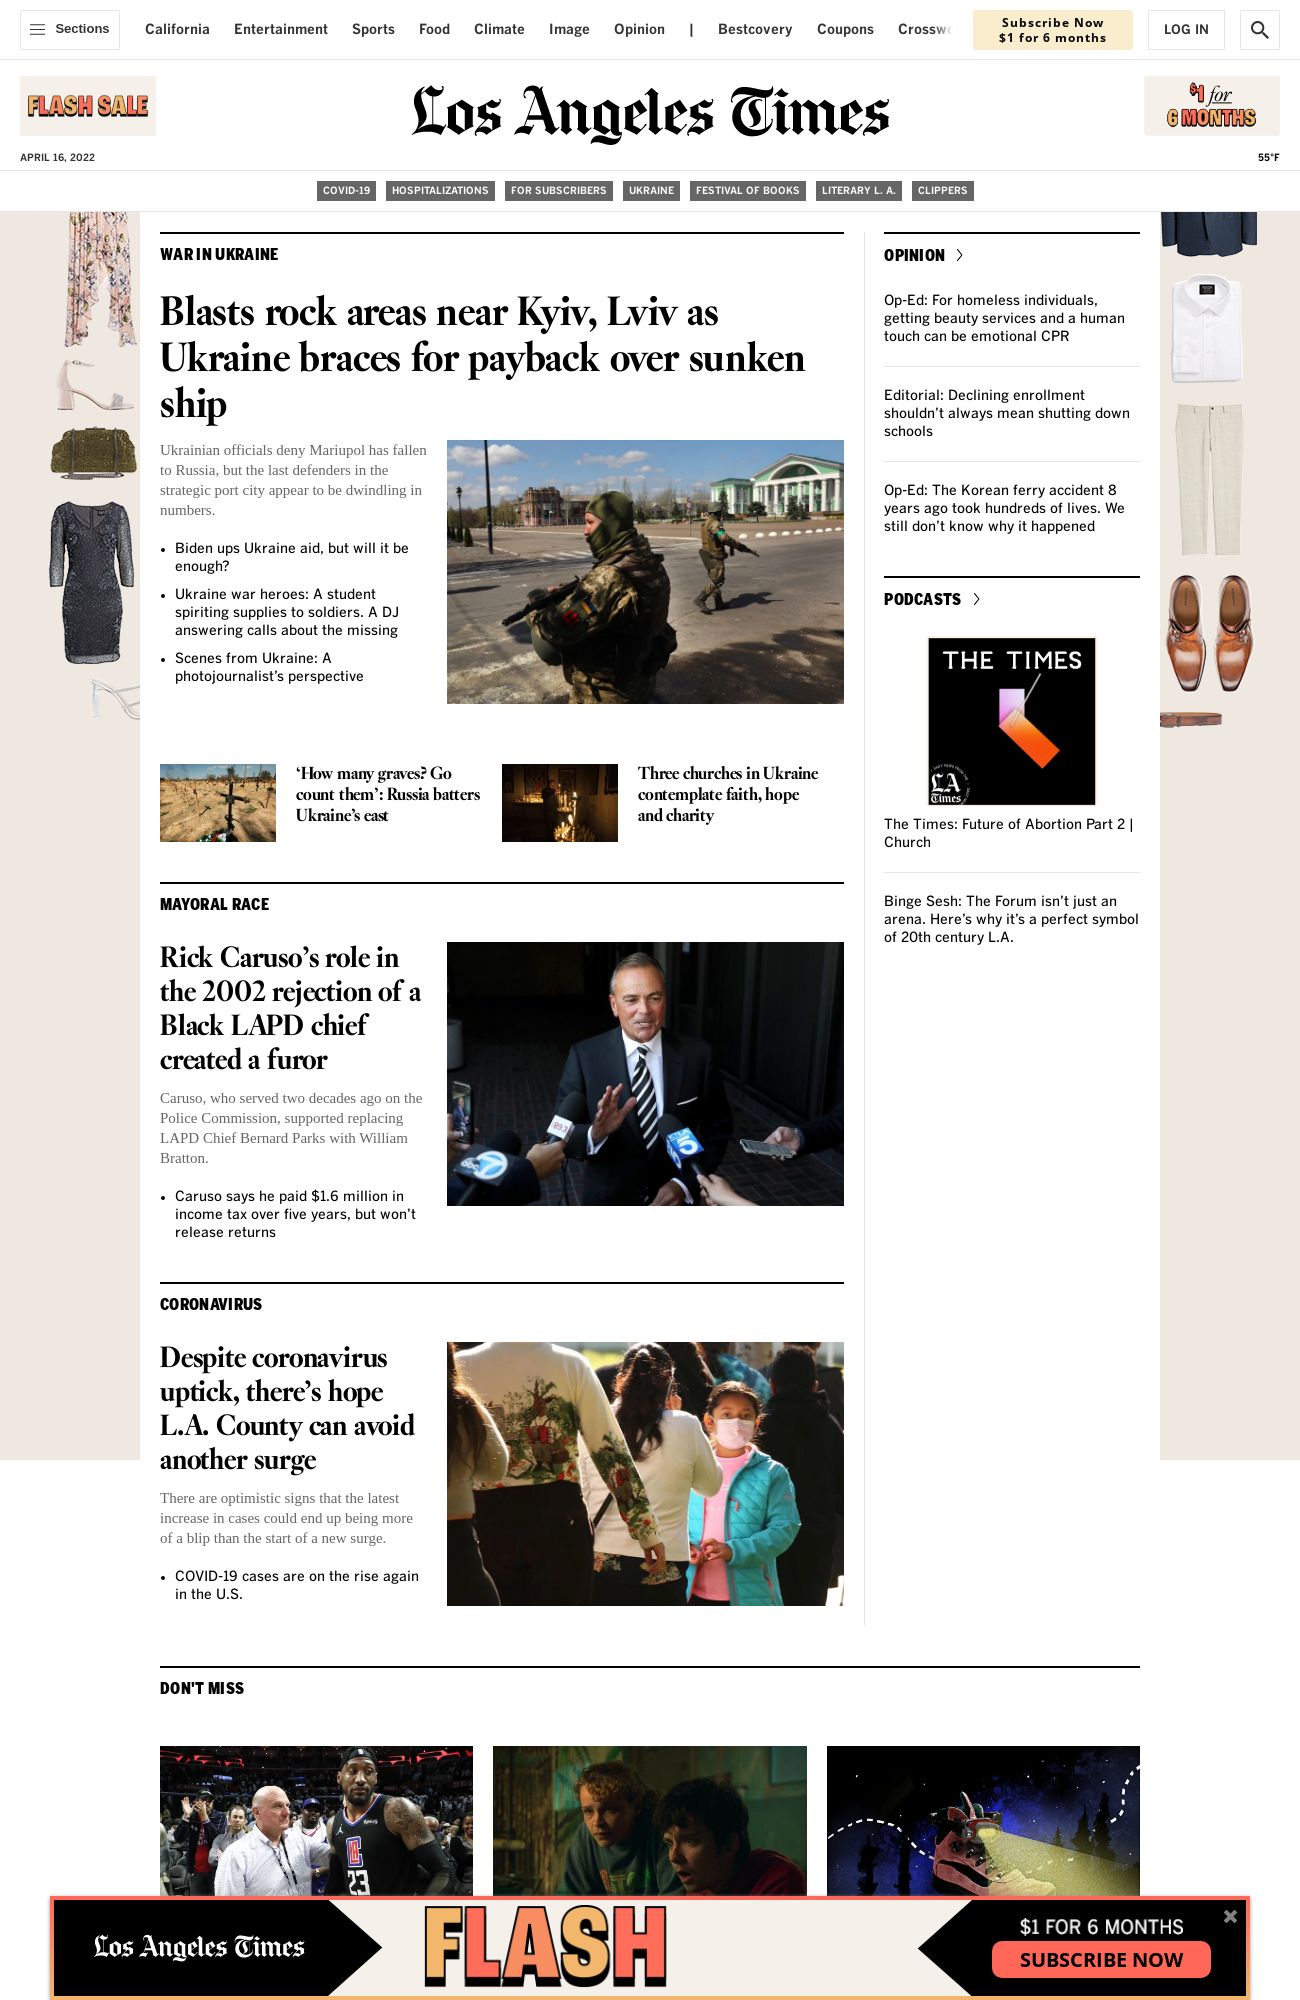 Sections
California Entertainment Sports Food Climate Image Opinion | Bestcovery Coupons
Subscribe Now
$1 for 6 months
LOG IN
FLASH SALE
Los Angeles Times
$1 for
6 MONTHS
APRIL 16, 2022
55°F
COVID-19 HOSPITALIZATIONS FOR SUBSCRIBERS UKRAINE FESTIVAL OF BOOKS LITERARY L. A. CLIPPERS
WAR IN UKRAINE
Blasts rock areas near Kyiv, Lviv as
Ukraine braces for payback over sunken
ship
Ukrainian officials deny Mariupol has fallen
to Russia, but the last defenders in the
strategic port city appear to be dwindling in
numbers.
• Biden ups Ukraine aid, but will it be
enough?
• Ukraine war heroes: A student
spiriting supplies to soldiers. A DJ
answering calls about the missing
• Scenes from Ukraine: A
photojournalist’s perspective
‘How many graves? Go
count them’: Russia batters
Ukraine’s east
Three churches in Ukraine
contemplate faith, hope
and charity
MAYORAL RACE
Rick Caruso’s role in
the 2002 rejection of a
Black LAPD chief
created a furor
Caruso, who served two decades ago on the
Police Commission, supported replacing
LAPD Chief Bernard Parks with William
Bratton.
• Caruso says he paid $1.6 million in
income tax over five years, but won’t
release returns
abc 7
89.3
KTLA
5
CORONAVIRUS
Despite coronavirus
uptick, there’s hope
L.A. County can avoid
another surge
There are optimistic signs that the latest
increase in cases could end up being more
of a blip than the start of a new surge.
• COVID-19 cases are on the rise again
in the U.S.
OPINION
Op-Ed: For homeless individuals,
getting beauty services and a human
touch can be emotional CPR
Editorial: Declining enrollment
shouldn’t always mean shutting down
schools
Op-Ed: The Korean ferry accident 8
years ago took hundreds of lives. We
still don’t know why it happened
PODCASTS
THE TIMES
LA
Times
The Times: Future of Abortion Part 2 |
Church
Binge Sesh: The Forum isn’t just an
arena. Here’s why it’s a perfect symbol
of 20th century L.A.
DON'T MISS
23
Los Angeles Times
FLASH
$1 FOR 6 MONTHS
SUBSCRIBE NOW